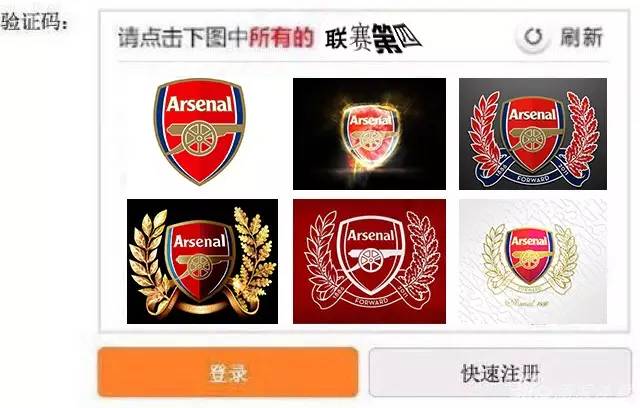 验证码：
请点击下图中所有的 联赛第四
刷新
Arsenal
Arsenal
Arsenal
FORWARD
Arsenal
Arsenal
FORWARD
Arsenal
登录
快速注册